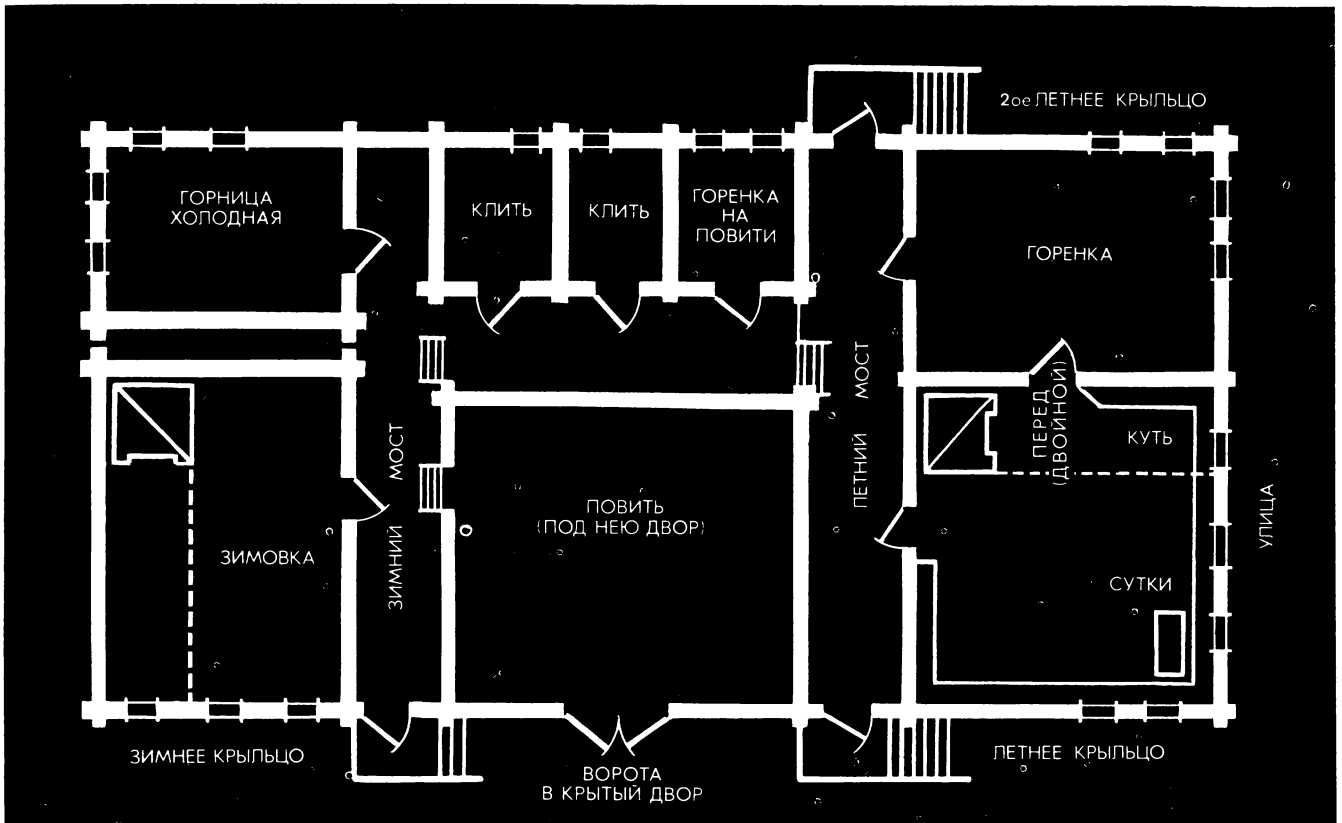 2ое ЛЕТНЕЕ КРЫЛЬЦО
ГОРНИЦА
ХОЛОДНАЯ
КЛИТЬ
КЛИТЬ
ГОРЕНКА
НА
ПОВИТИ
ГОРЕНКА
ЛЕТНИЙ МОСТ
ПЕРЕД
(ДВОЙНОЙ)
КУТЬ
ЗИМНИЙ МОСТ
ПОВИТЬ
(ПОД НЕЮ ДВОР)
УЛИЦА
ЗИМОВКА
СУТКИ
ЗИМНЕЕ КРЫЛЬЦО
ВОРОТА
В КРЫТЫЙ ДВОР
ЛЕТНЕЕ КРЫЛЬЦО